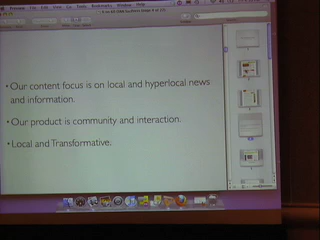 • Our content focus is on local and hyperlocal news
and information.
• Our product is community and interaction.
• Local and Transformative.